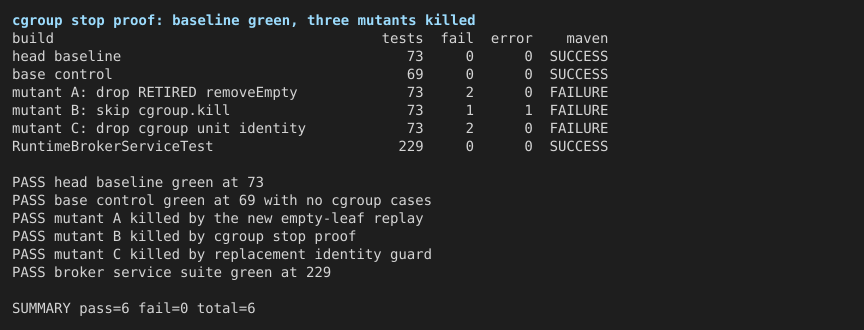 cgroup stop proof: baseline green, three mutants killed
build tests fail error maven
head baseline 73 0 0 SUCCESS
base control 69 0 0 SUCCESS
mutant A: drop RETIRED removeEmpty 73 2 0 FAILURE
mutant B: skip cgroup.kill 73 1 1 FAILURE
mutant C: drop cgroup unit identity 73 2 0 FAILURE
RuntimeBrokerServiceTest 229 0 0 SUCCESS
PASS head baseline green at 73
PASS base control green at 69 with no cgroup cases
PASS mutant A killed by the new empty-leaf replay
PASS mutant B killed by cgroup stop proof
PASS mutant C killed by replacement identity guard
PASS broker service suite green at 229
SUMMARY pass=6 fail=0 total=6